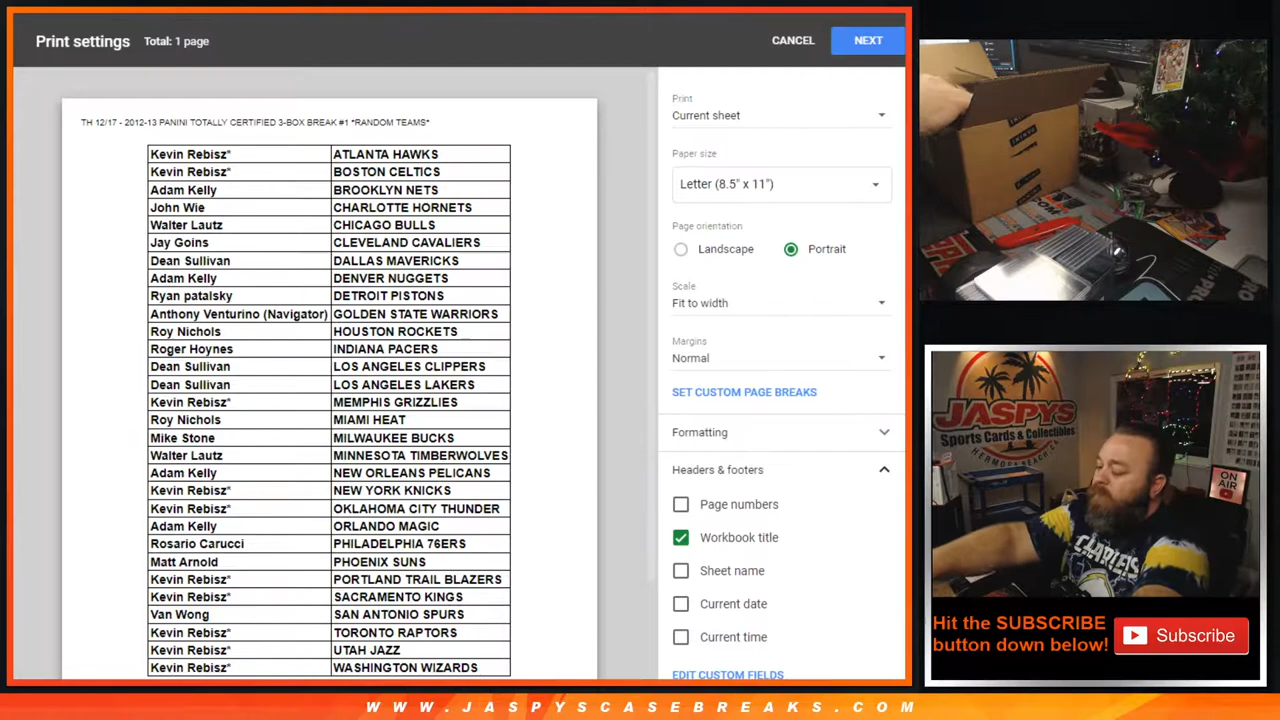 Print settings Total: 1 page CANCEL NEXT
TH 12/17 - 2012-13 PANINI TOTALLY CERTIFIED 3-BOX BREAK #1 *RANDOM TEAMS*
Kevin Rebisz* ATLANTA HAWKS
Kevin Rebisz* BOSTON CELTICS
Adam Kelly BROOKLYN NETS
John Wie CHARLOTTE HORNETS
Walter Lautz CHICAGO BULLS
Jay Goins CLEVELAND CAVALIERS
Dean Sullivan DALLAS MAVERICKS
Adam Kelly DENVER NUGGETS
Ryan patalsky DETROIT PISTONS
Anthony Venturino (Navigator) GOLDEN STATE WARRIORS
Roy Nichols HOUSTON ROCKETS
Roger Hoynes INDIANA PACERS
Dean Sullivan LOS ANGELES CLIPPERS
Dean Sullivan LOS ANGELES LAKERS
Kevin Rebisz* MEMPHIS GRIZZLIES
Roy Nichols MIAMI HEAT
Mike Stone MILWAUKEE BUCKS
Walter Lautz MINNESOTA TIMBERWOLVES
Adam Kelly NEW ORLEANS PELICANS
Kevin Rebisz* NEW YORK KNICKS
Kevin Rebisz* OKLAHOMA CITY THUNDER
Adam Kelly ORLANDO MAGIC
Rosario Carucci PHILADELPHIA 76ERS
Matt Arnold PHOENIX SUNS
Kevin Rebisz* PORTLAND TRAIL BLAZERS
Kevin Rebisz* SACRAMENTO KINGS
Van Wong SAN ANTONIO SPURS
Kevin Rebisz* TORONTO RAPTORS
Kevin Rebisz* UTAH JAZZ
Kevin Rebisz* WASHINGTON WIZARDS
Print
Current sheet
Paper size
Letter (8.5" x 11")
Page orientation
Landscape Portrait
Scale
Fit to width
Margins
Normal
SET CUSTOM PAGE BREAKS
Formatting
Headers & footers
Page numbers
Workbook title
Sheet name
Current date
Current time
EDIT CUSTOM FIELDS
JASPYS
Sports Cards & Collectibles
HERMOSA BEACH, CA
ON
AIR
CHARGERS
Hit the SUBSCRIBE
button down below!
Subscribe
WWW.JASPYSCASEBREAKS.COM